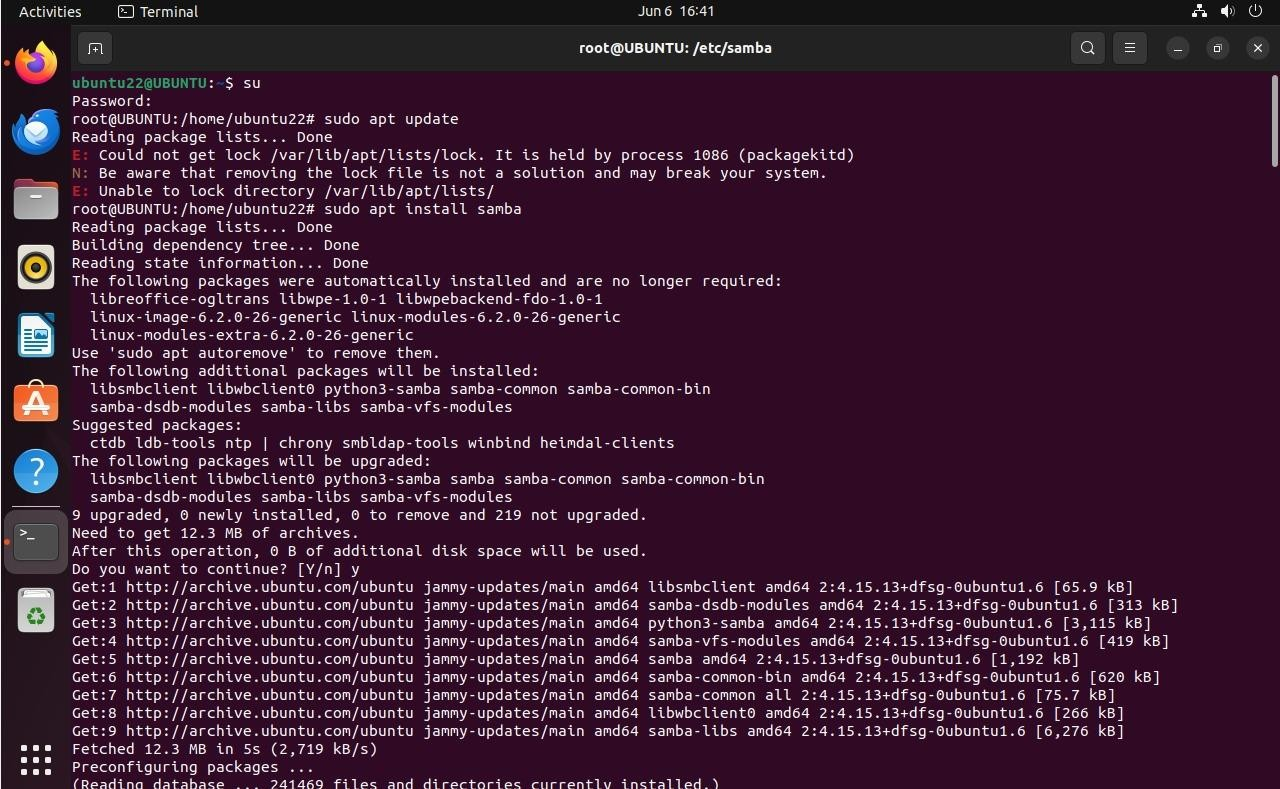 Activities Terminal Jun 6 16:41
root@UBUNTU: /etc/samba
ubuntu22@UBUNTU:~$ su
Password:
root@UBUNTU:/home/ubuntu22# sudo apt update
Reading package lists... Done
E: Could not get lock /var/lib/apt/lists/lock. It is held by process 1086 (packagekitd)
N: Be aware that removing the lock file is not a solution and may break your system.
E: Unable to lock directory /var/lib/apt/lists/
root@UBUNTU:/home/ubuntu22# sudo apt install samba
Reading package lists... Done
Building dependency tree... Done
Reading state information... Done
The following packages were automatically installed and are no longer required:
  libreoffice-ogltrans libwpe-1.0-1 libwpebackend-fdo-1.0-1
  linux-image-6.2.0-26-generic linux-modules-6.2.0-26-generic
  linux-modules-extra-6.2.0-26-generic
Use 'sudo apt autoremove' to remove them.
The following additional packages will be installed:
  libsmbclient libwbclient0 python3-samba samba-common samba-common-bin
  samba-dsdb-modules samba-libs samba-vfs-modules
Suggested packages:
  ctdb ldb-tools ntp | chrony smbldap-tools winbind heimdal-clients
The following packages will be upgraded:
  libsmbclient libwbclient0 python3-samba samba samba-common samba-common-bin
  samba-dsdb-modules samba-libs samba-vfs-modules
9 upgraded, 0 newly installed, 0 to remove and 219 not upgraded.
Need to get 12.3 MB of archives.
After this operation, 0 B of additional disk space will be used.
Do you want to continue? [Y/n] y
Get:1 http://archive.ubuntu.com/ubuntu jammy-updates/main amd64 libsmbclient amd64 2:4.15.13+dfsg-0ubuntu1.6 [65.9 kB]
Get:2 http://archive.ubuntu.com/ubuntu jammy-updates/main amd64 samba-dsdb-modules amd64 2:4.15.13+dfsg-0ubuntu1.6 [313 kB]
Get:3 http://archive.ubuntu.com/ubuntu jammy-updates/main amd64 python3-samba amd64 2:4.15.13+dfsg-0ubuntu1.6 [3,115 kB]
Get:4 http://archive.ubuntu.com/ubuntu jammy-updates/main amd64 samba-vfs-modules amd64 2:4.15.13+dfsg-0ubuntu1.6 [419 kB]
Get:5 http://archive.ubuntu.com/ubuntu jammy-updates/main amd64 samba amd64 2:4.15.13+dfsg-0ubuntu1.6 [1,192 kB]
Get:6 http://archive.ubuntu.com/ubuntu jammy-updates/main amd64 samba-common-bin amd64 2:4.15.13+dfsg-0ubuntu1.6 [620 kB]
Get:7 http://archive.ubuntu.com/ubuntu jammy-updates/main amd64 samba-common all 2:4.15.13+dfsg-0ubuntu1.6 [75.7 kB]
Get:8 http://archive.ubuntu.com/ubuntu jammy-updates/main amd64 libwbclient0 amd64 2:4.15.13+dfsg-0ubuntu1.6 [266 kB]
Get:9 http://archive.ubuntu.com/ubuntu jammy-updates/main amd64 samba-libs amd64 2:4.15.13+dfsg-0ubuntu1.6 [6,276 kB]
Fetched 12.3 MB in 5s (2,719 kB/s)
Preconfiguring packages ...
(Reading database ... 241469 files and directories currently installed.)